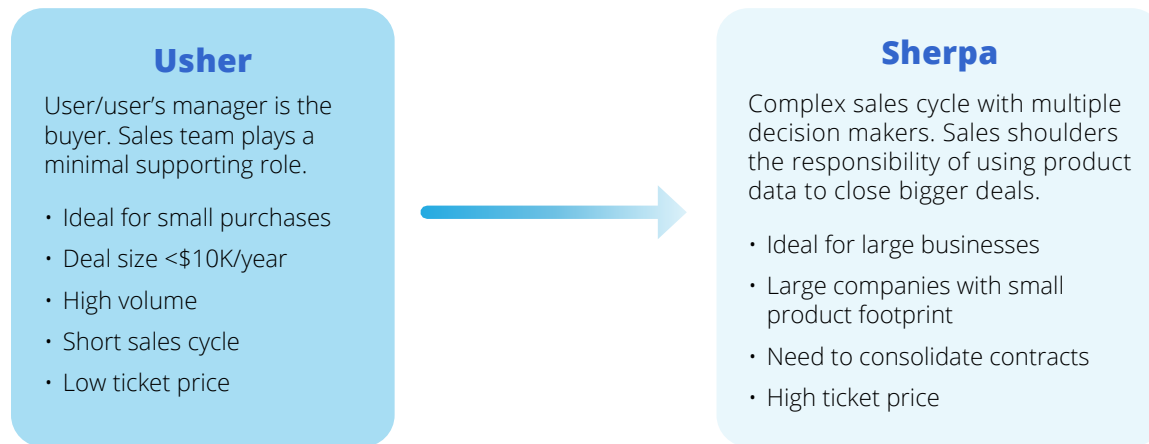 Usher
User/user’s manager is the
buyer. Sales team plays a
minimal supporting role.
• Ideal for small purchases
• Deal size <$10K/year
• High volume
• Short sales cycle
• Low ticket price
Sherpa
Complex sales cycle with multiple
decision makers. Sales shoulders
the responsibility of using product
data to close bigger deals.
• Ideal for large businesses
• Large companies with small
product footprint
• Need to consolidate contracts
• High ticket price